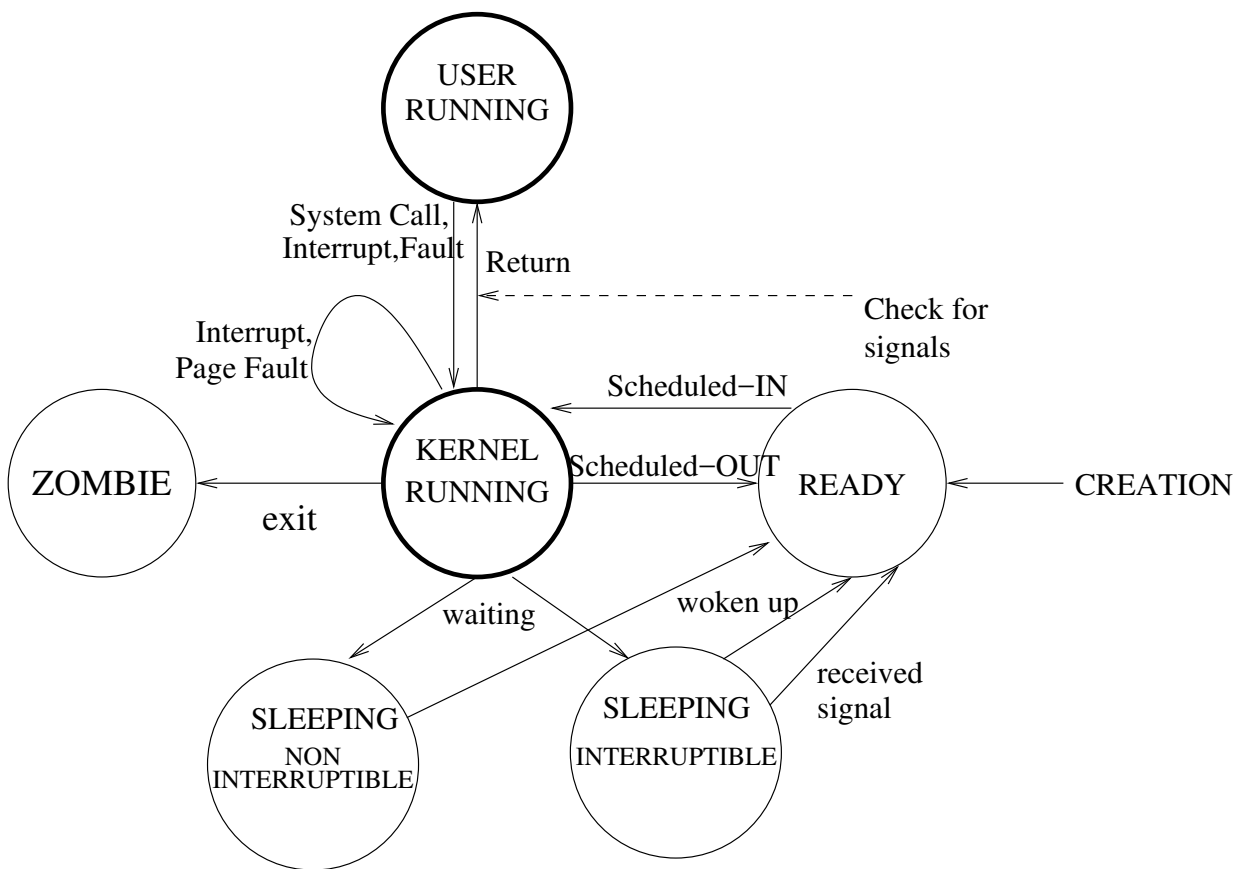 USER
RUNNING
System Call,
Interrupt,Fault
Return
Check for
signals
Interrupt,
Page Fault
Scheduled−IN
KERNEL
RUNNING
Scheduled−OUT
READY
CREATION
ZOMBIE
exit
waiting
woken up
received
signal
SLEEPING
NON
INTERRUPTIBLE
SLEEPING
INTERRUPTIBLE